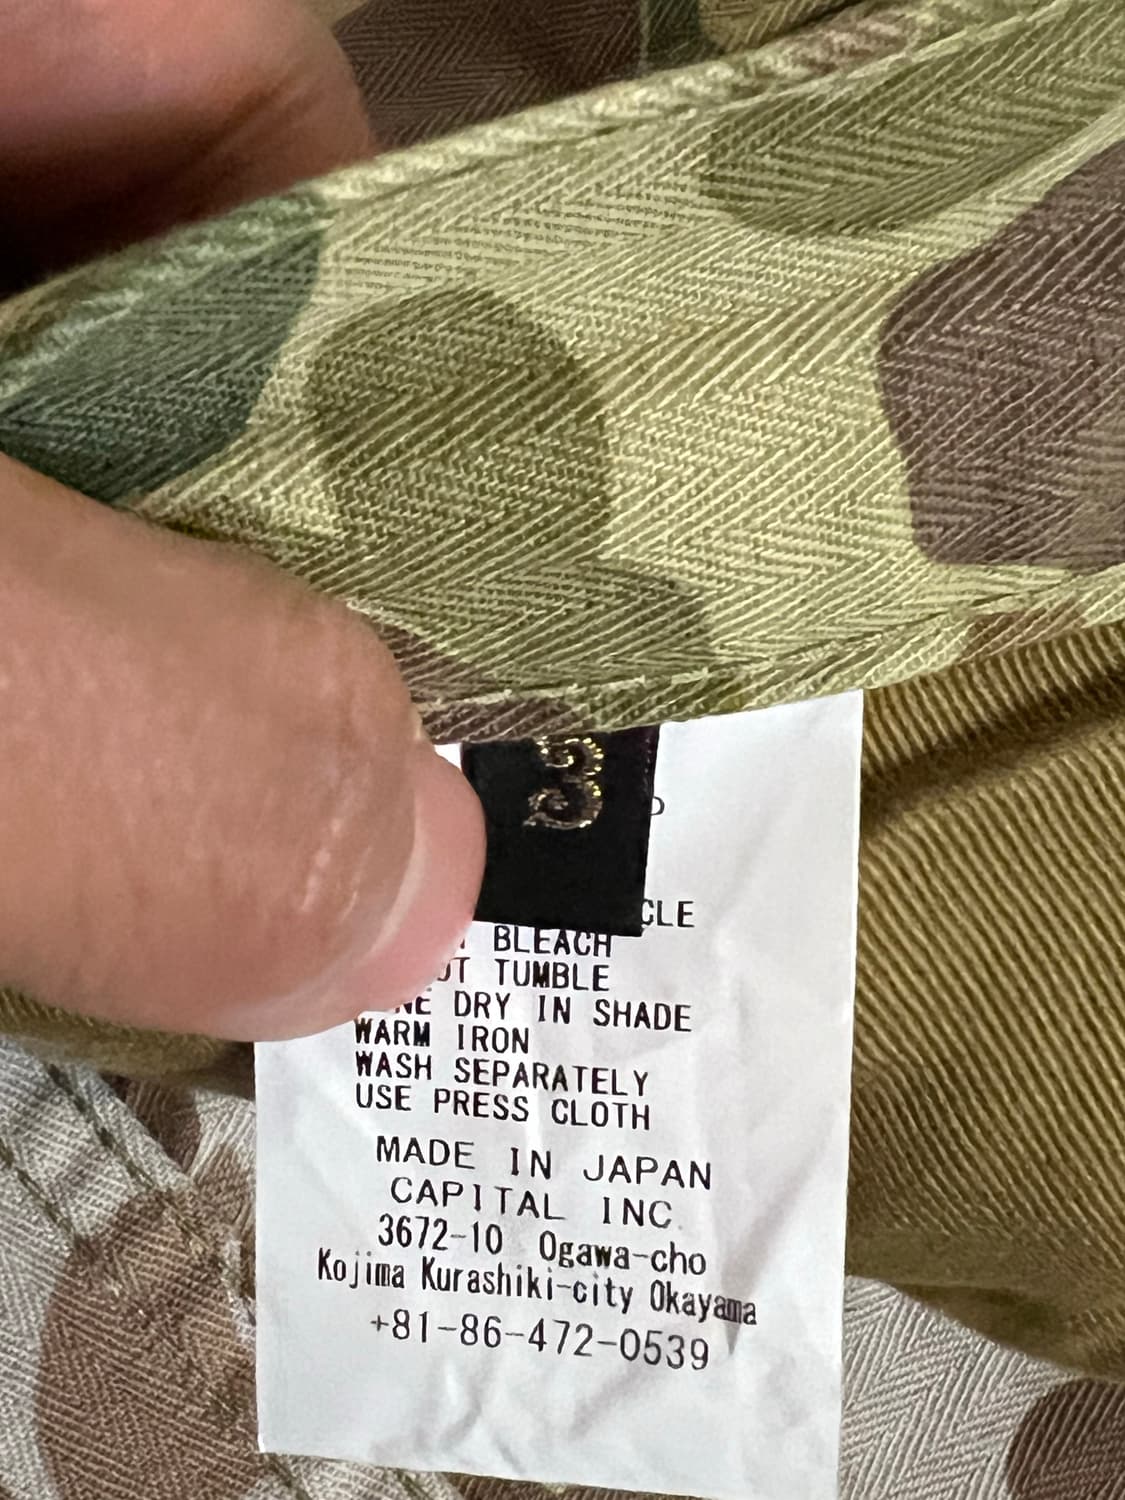 3
BLEACH
TUMBLE
DRY IN SHADE
WARM IRON
WASH SEPARATELY
USE PRESS CLOTH
MADE IN JAPAN
CAPITAL INC.
3672-10 Ogawa-cho
Kojima Kurashiki-city Okayama
+81-86-472-0539